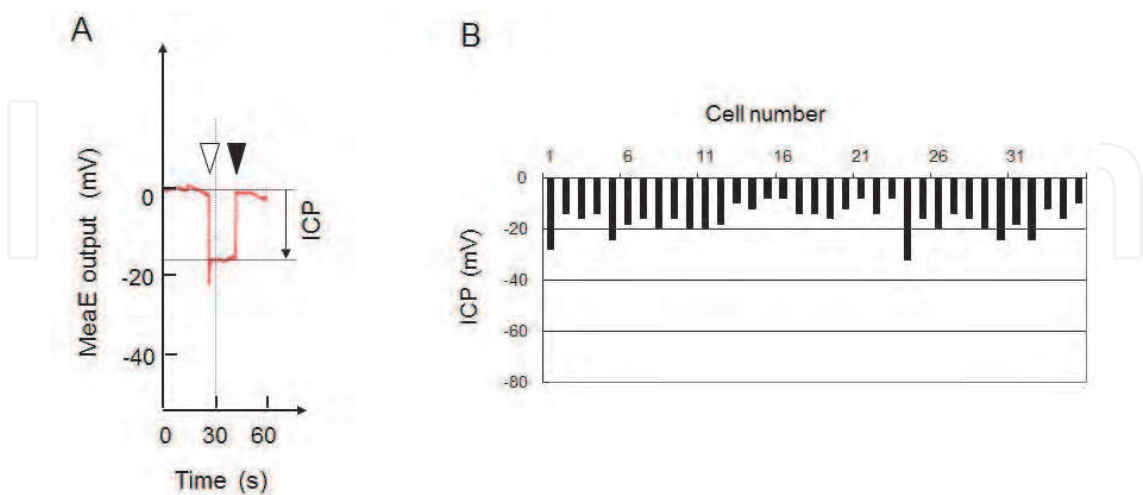 A
MeaE output (mV)
0
-20
-40
ICP
0 30 60
Time (s)
B
Cell number
1 6 11 16 21 26 31
0
-20
-40
-60
-80
ICP (mV)